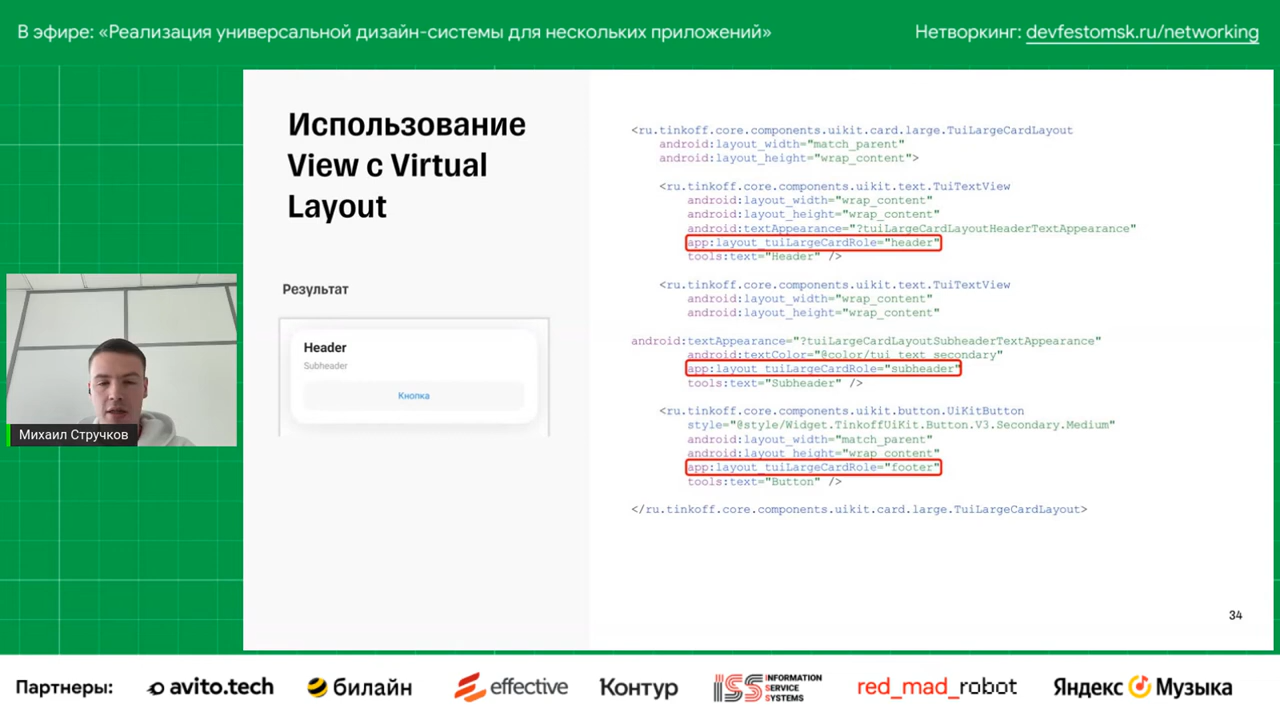 В эфире: «Реализация универсальной дизайн-системы для нескольких приложений»
Нетворкинг: devfestomsk.ru/networking
Использование
View с Virtual
Layout
Результат
Header
Subheader
Кнопка
<ru.tinkoff.core.components.uikit.card.large.TuiLargeCardLayout
android:layout_width="match_parent"
android:layout_height="wrap_content">
<ru.tinkoff.core.components.uikit.text.TuiTextView
android:layout_width="wrap_content"
android:layout_height="wrap_content"
android:textAppearance="?tuiLargeCardLayoutHeaderTextAppearance"
app:layout_tuiLargeCardRole="header"
tools:text="Header" />
<ru.tinkoff.core.components.uikit.text.TuiTextView
android:layout_width="wrap_content"
android:layout_height="wrap_content"
android:textAppearance="?tuiLargeCardLayoutSubheaderTextAppearance"
android:textColor="@color/tui_text_secondary"
app:layout_tuiLargeCardRole="subheader"
tools:text="Subheader" />
<ru.tinkoff.core.components.uikit.button.UiKitButton
style="@style/Widget.TinkoffUiKit.Button.V3.Secondary.Medium"
android:layout_width="match_parent"
android:layout_height="wrap_content"
app:layout_tuiLargeCardRole="footer"
tools:text="Button" />
</ru.tinkoff.core.components.uikit.card.large.TuiLargeCardLayout>
34
Михаил Стручков
Партнеры:
avito.tech
билайн
effective
Контур
ISS INFORMATION
SERVICE
SYSTEMS
red_mad_robot
Яндекс Музыка